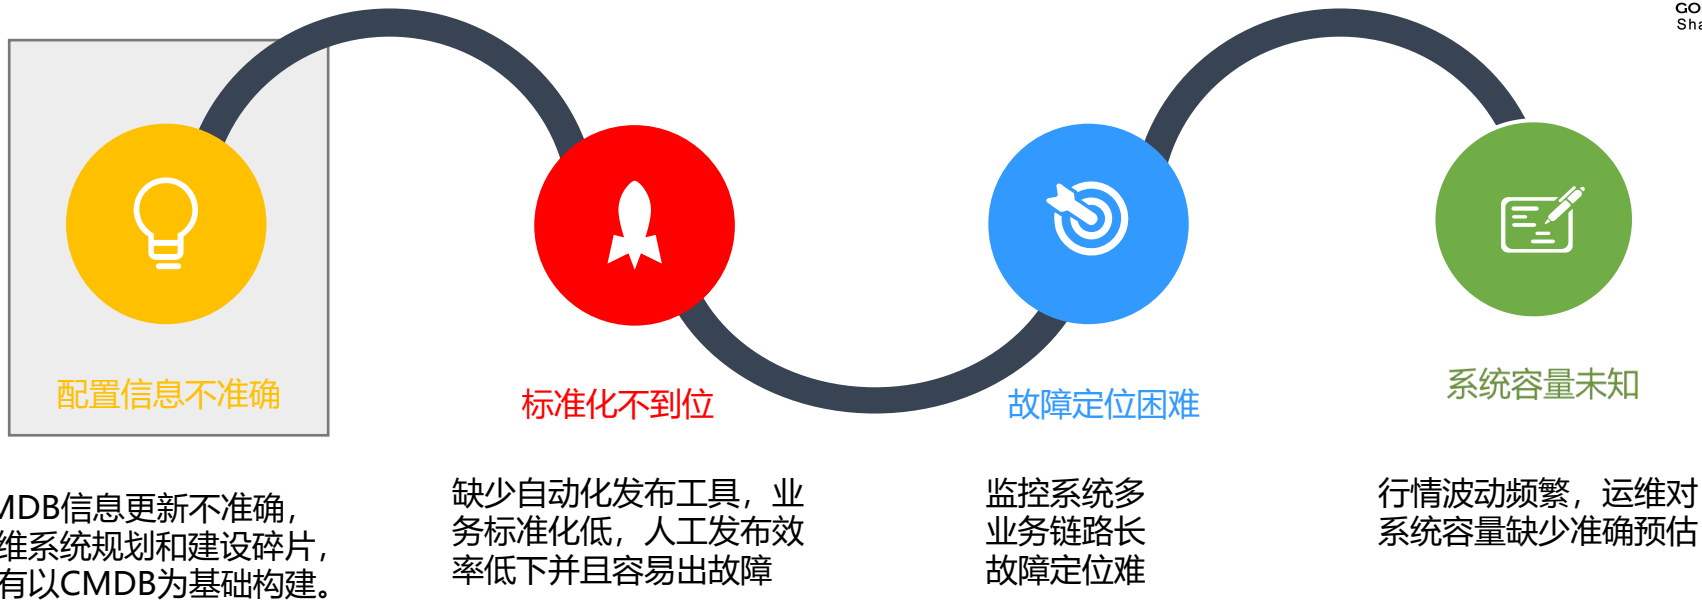 GO
Sha
配置信息不准确
标准化不到位
故障定位困难
系统容量未知
MDB信息更新不准确，
维系统规划和建设碎片，
有以CMDB为基础构建。
缺少自动化发布工具，业
务标准化低，人工发布效
率低下并且容易出故障
监控系统多
业务链路长
故障定位难
行情波动频繁，运维对
系统容量缺少准确预估